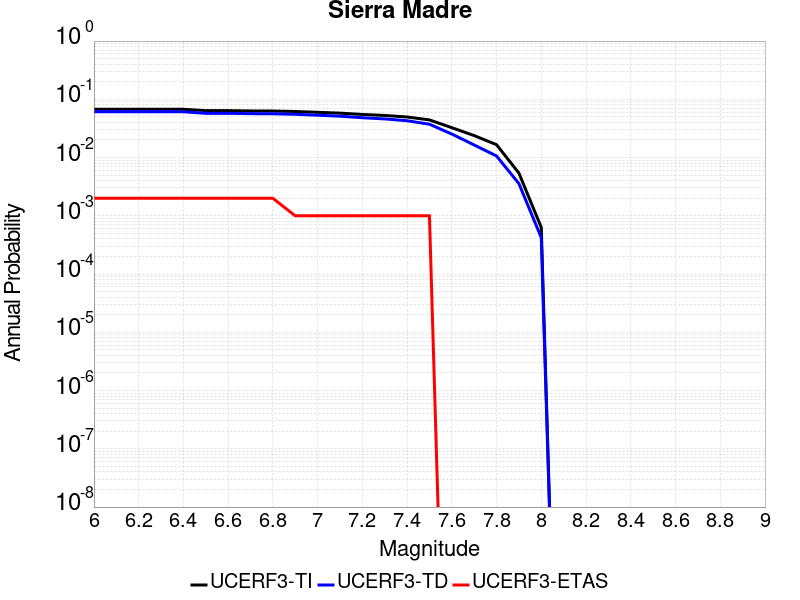 Sierra Madre
10^0
10^-1
10^-2
10^-3
10^-4
10^-5
10^-6
10^-7
10^-8
Annual Probability
6 6.2 6.4 6.6 6.8 7 7.2 7.4 7.6 7.8 8 8.2 8.4 8.6 8.8 9
Magnitude
UCERF3-TI UCERF3-TD UCERF3-ETAS